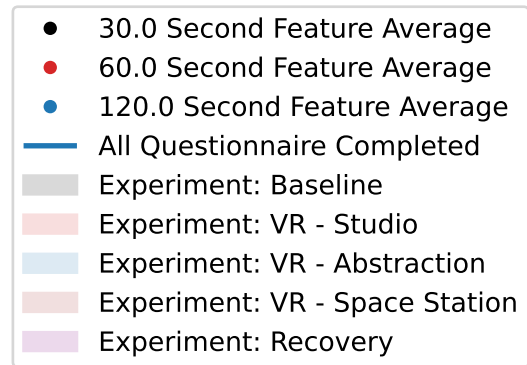 30.0 Second Feature Average
60.0 Second Feature Average
120.0 Second Feature Average
All Questionnaire Completed
Experiment: Baseline
Experiment: VR - Studio
Experiment: VR - Abstraction
Experiment: VR - Space Station
Experiment: Recovery